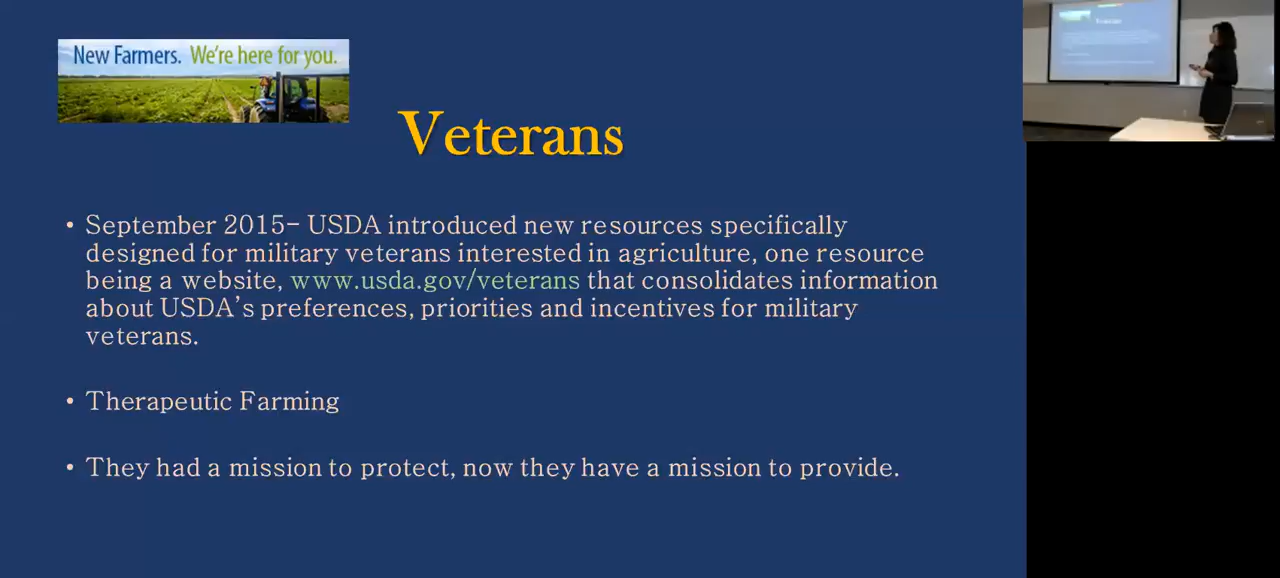 New Farmers. We're here for you.
Veterans
• September 2015– USDA introduced new resources specifically
designed for military veterans interested in agriculture, one resource
being a website, www.usda.gov/veterans that consolidates information
about USDA's preferences, priorities and incentives for military
veterans.
• Therapeutic Farming
• They had a mission to protect, now they have a mission to provide.